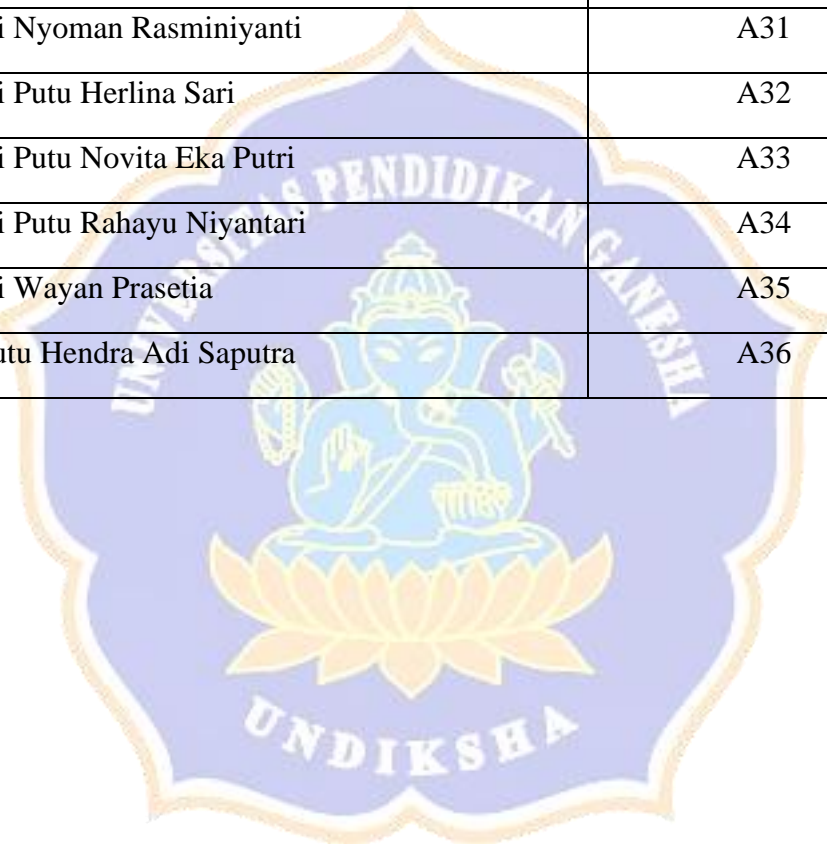 i Nyoman Rasminiyanti A31
i Putu Herlina Sari A32
i Putu Novita Eka Putri A33
i Putu Rahayu Niyantari A34
i Wayan Prasetia A35
utu Hendra Adi Saputra A36
UNIVERSITAS PENDIDIKAN GANESHA
UNDIKSHA